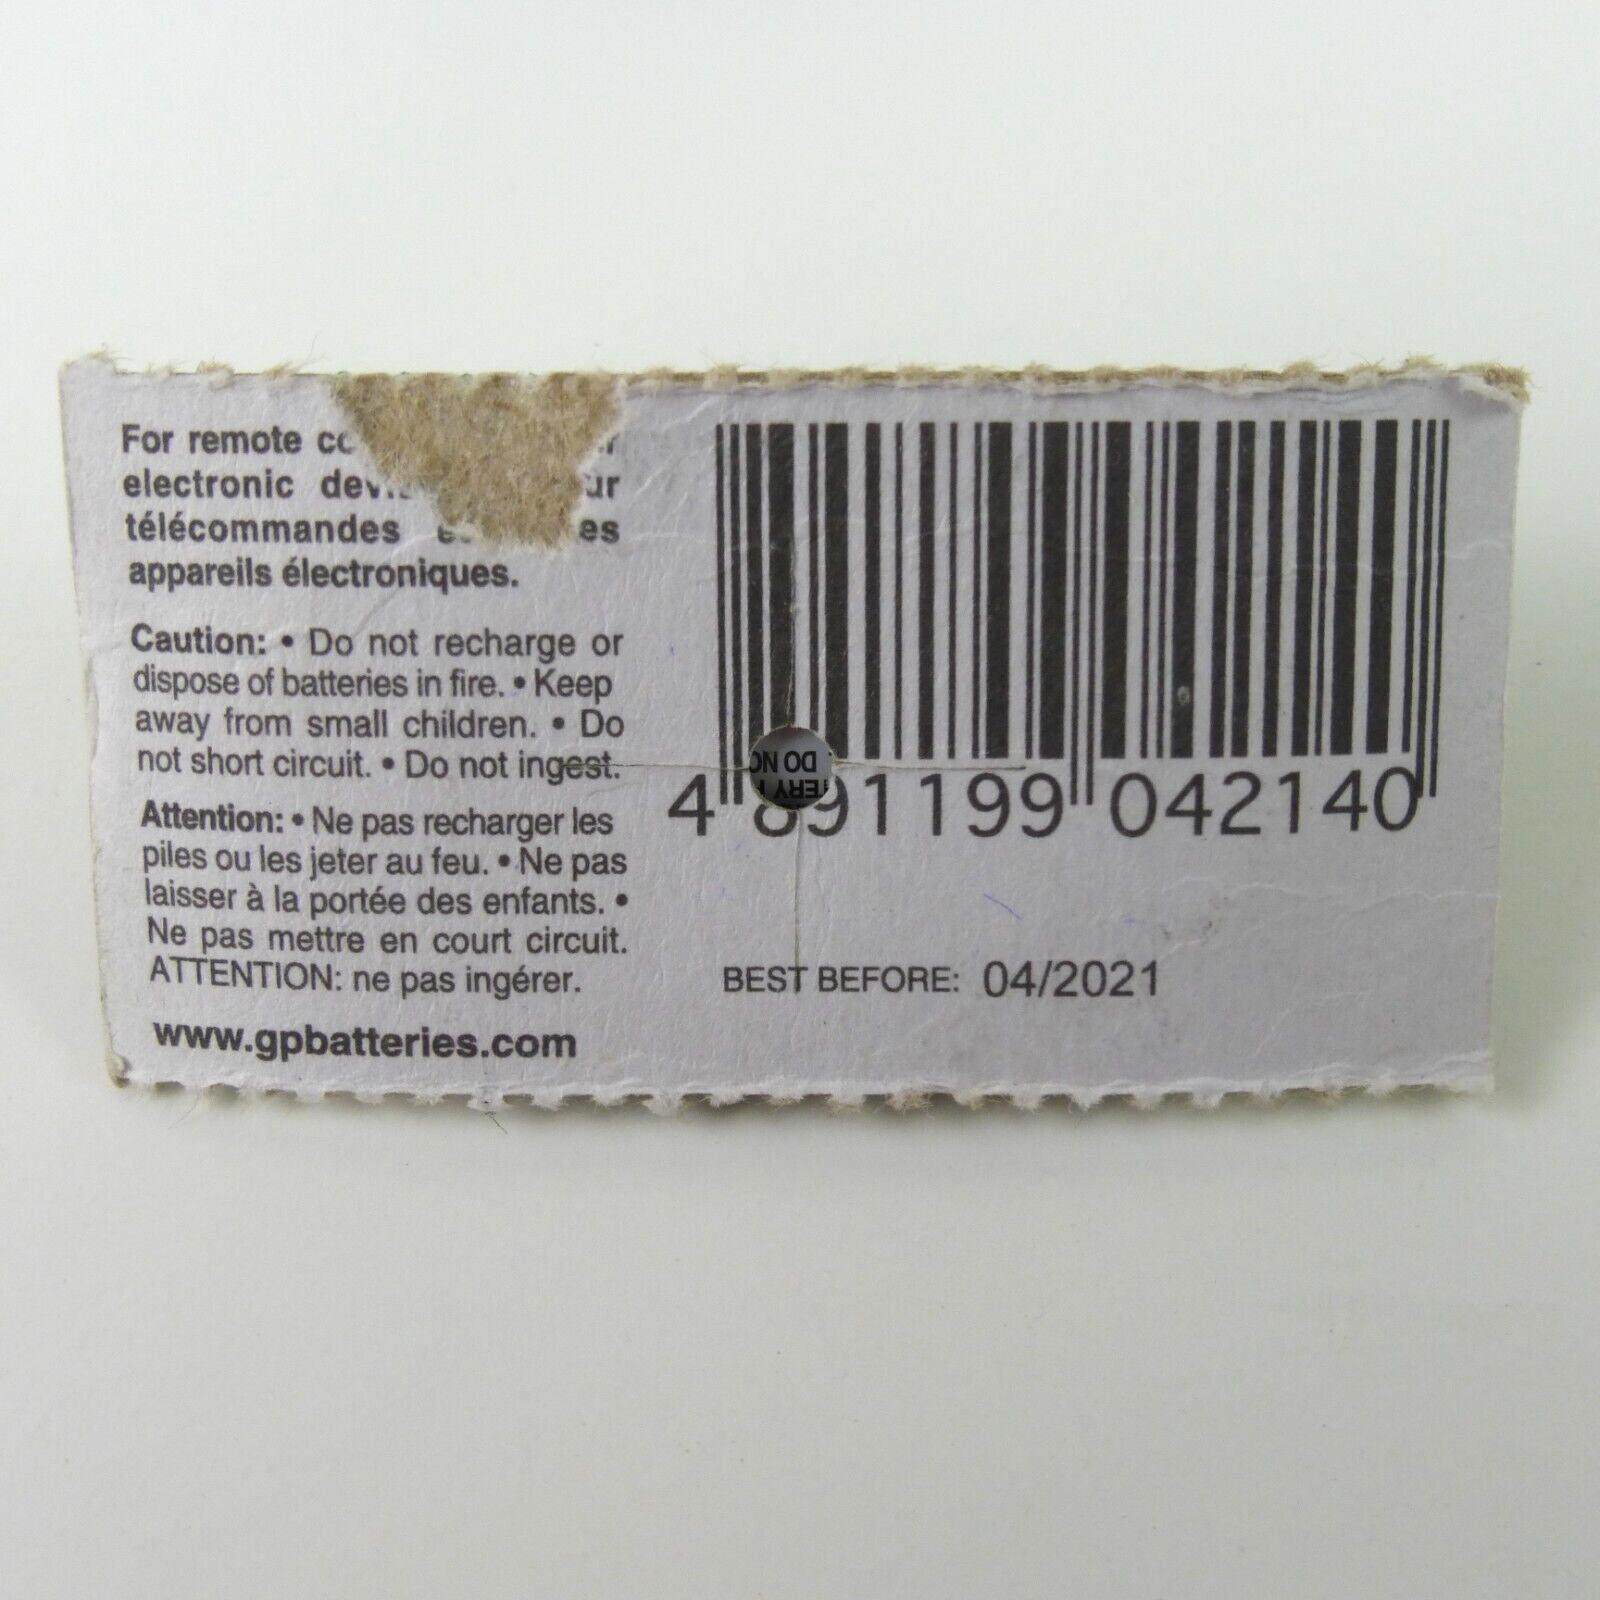 For remote
electronic
télécommandes
appareils électroniques.
Caution: • Do not recharge or
dispose of batteries in fire. • Keep
away from small children. • Do
not short circuit. • Do not ingest.
Attention: • Ne pas recharger les
piles ou les jeter au feu. • Ne pas
laisser à la portée des enfants. •
Ne pas mettre en court circuit.
ATTENTION: ne pas ingérer.
www.gpbatteries.com
4 891199 042140
BEST BEFORE: 04/2021
DO